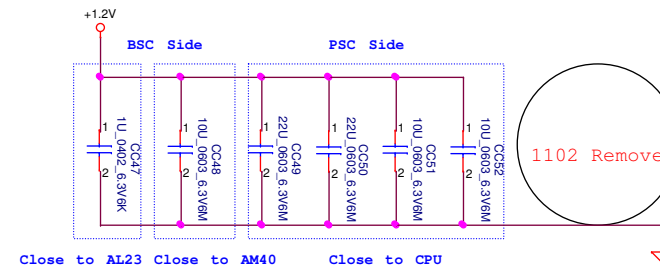 +1.2V
BSC Side
PSC Side
1
2
CC47
1U_0402_6.3V6K
1
2
CC48
10U_0603_6.3V6M
1
2
CC49
22U_0603_6.3V6M
1
2
CC50
22U_0603_6.3V6M
1
2
CC51
10U_0603_6.3V6M
1
2
CC52
10U_0603_6.3V6M
1102 Remove
Close to AL23
Close to AM40
Close to CPU